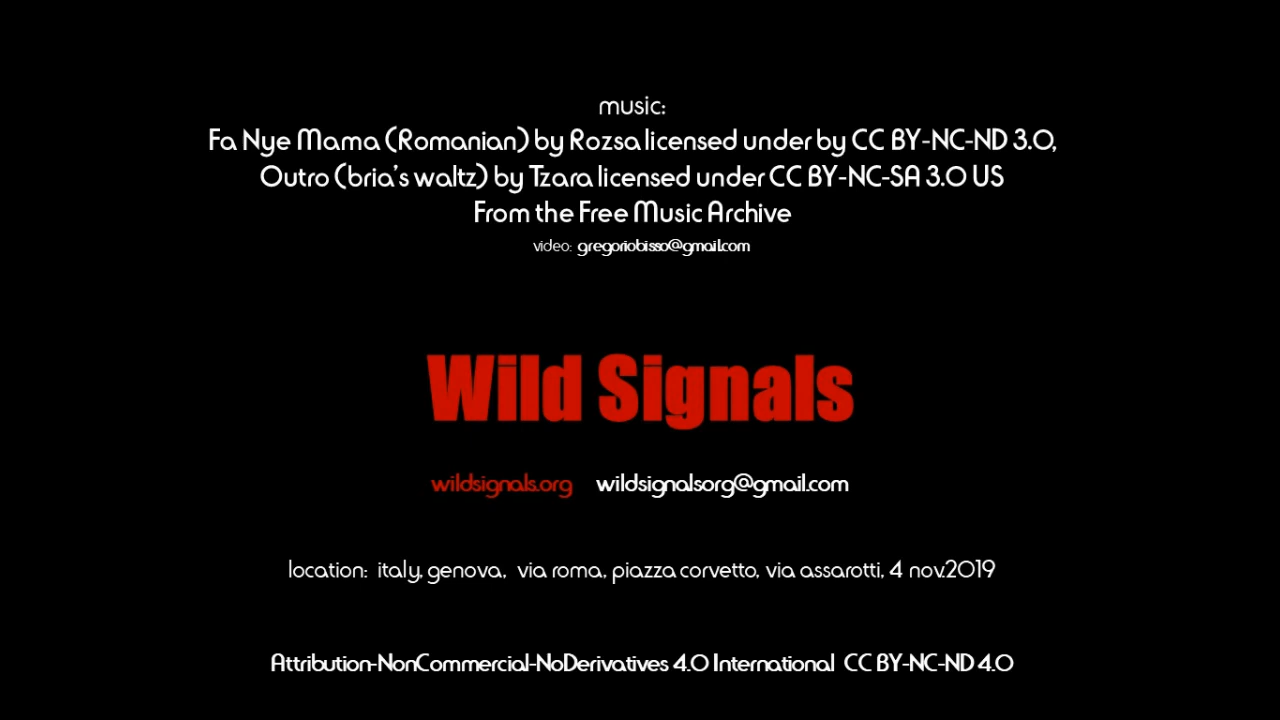 music:
Fa Nye Mama (Romanian) by Rozsa licensed under by CC BY-NC-ND 3.0,
Outro (bria's waltz) by Tzara licensed under CC BY-NC-SA 3.0 US
From the Free Music Archive
video: gregoriobisso@gmail.com
Wild Signals
wildsignals.org wildsignalsorg@gmail.com
location: italy, genova, via roma, piazza corvetto, via assarotti, 4 nov.2019
Attribution-NonCommercial-NoDerivatives 4.0 International CC BY-NC-ND 4.0